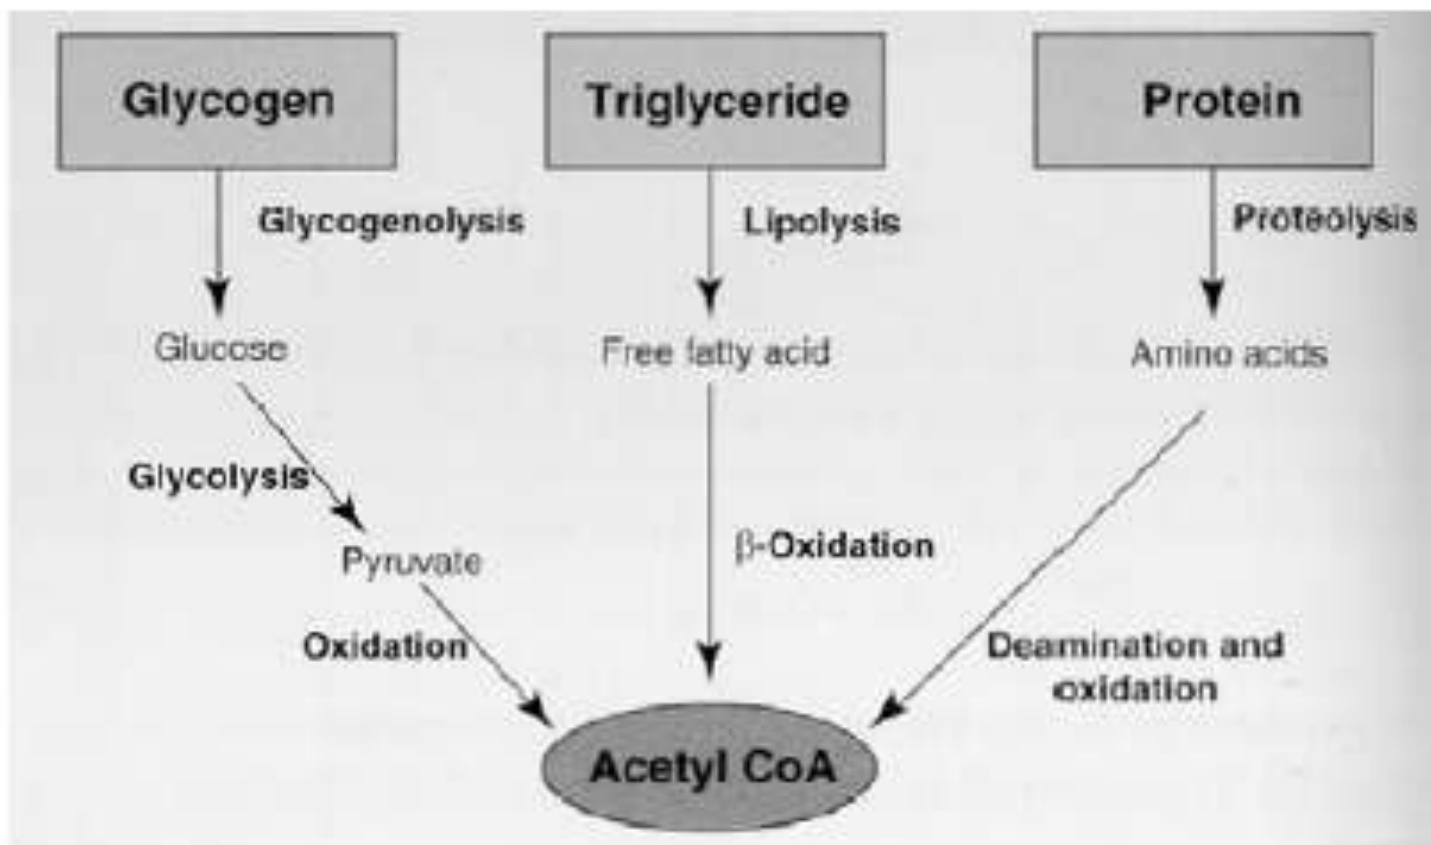 Glycogen
Triglyceride
Protein
Glycogenolysis
Lipolysis
Proteolysis
Glucose
Free fatty acid
Amino acids
Glycolysis
Pyruvate
β-Oxidation
Oxidation
Deamination and
oxidation
Acetyl CoA